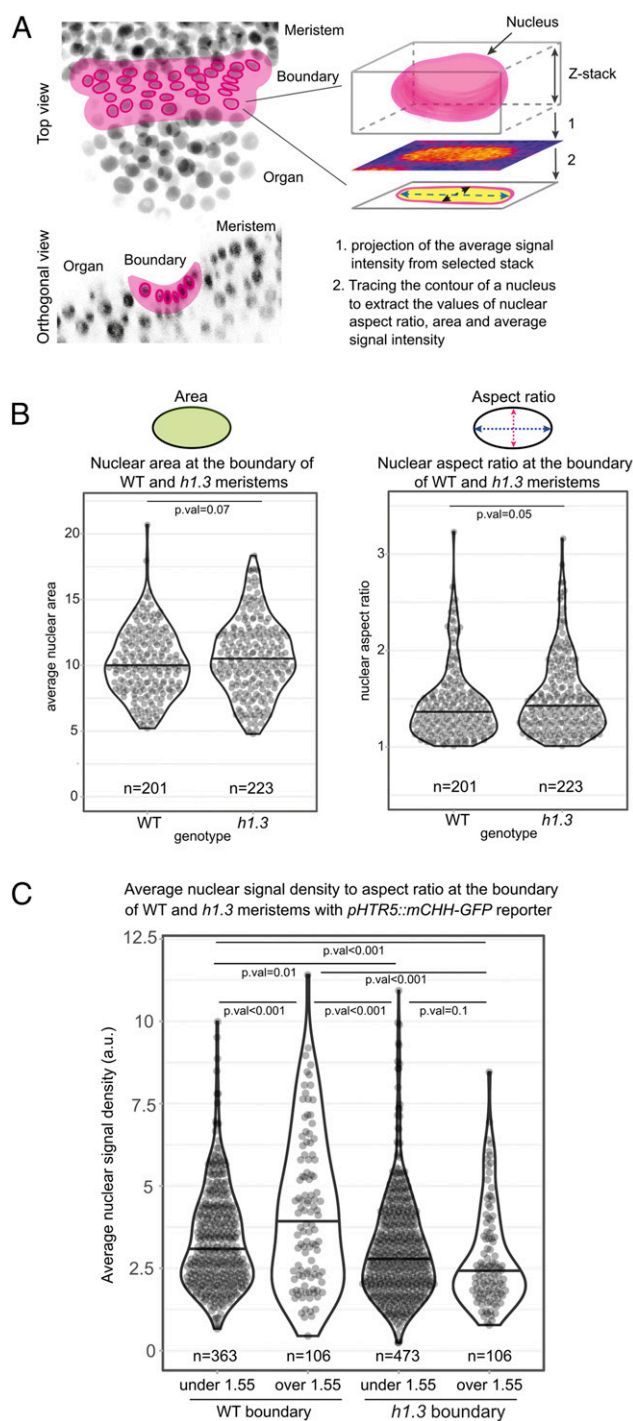 A
Top view
Meristem
Boundary
Organ
Nucleus
Z-stack
1
2
Orthogonal view
Organ
Boundary
Meristem
1. projection of the average signal
intensity from selected stack
2. Tracing the contour of a nucleus
to extract the values of nuclear
aspect ratio, area and average
signal intensity
B
Area
Nuclear area at the boundary of
WT and h1.3 meristems
p.val=0.07
average nuclear area
20
15
10
5
0
n=201
n=223
WT
h1.3
genotype
Aspect ratio
Nuclear aspect ratio at the boundary
of WT and h1.3 meristems
p.val=0.05
nuclear aspect ratio
3
2
1
n=201
n=223
WT
h1.3
genotype
C
Average nuclear signal density to aspect ratio at the boundary
of WT and h1.3 meristems with pHTR5::mCHH-GFP reporter
Average nuclear signal density (a.u.)
12.5
10
7.5
5
2.5
0
p.val<0.001
p.val=0.01
p.val<0.001
p.val<0.001
p.val<0.001
p.val=0.1
n=363
n=106
n=473
n=106
under 1.55
over 1.55
under 1.55
over 1.55
WT boundary
h1.3 boundary